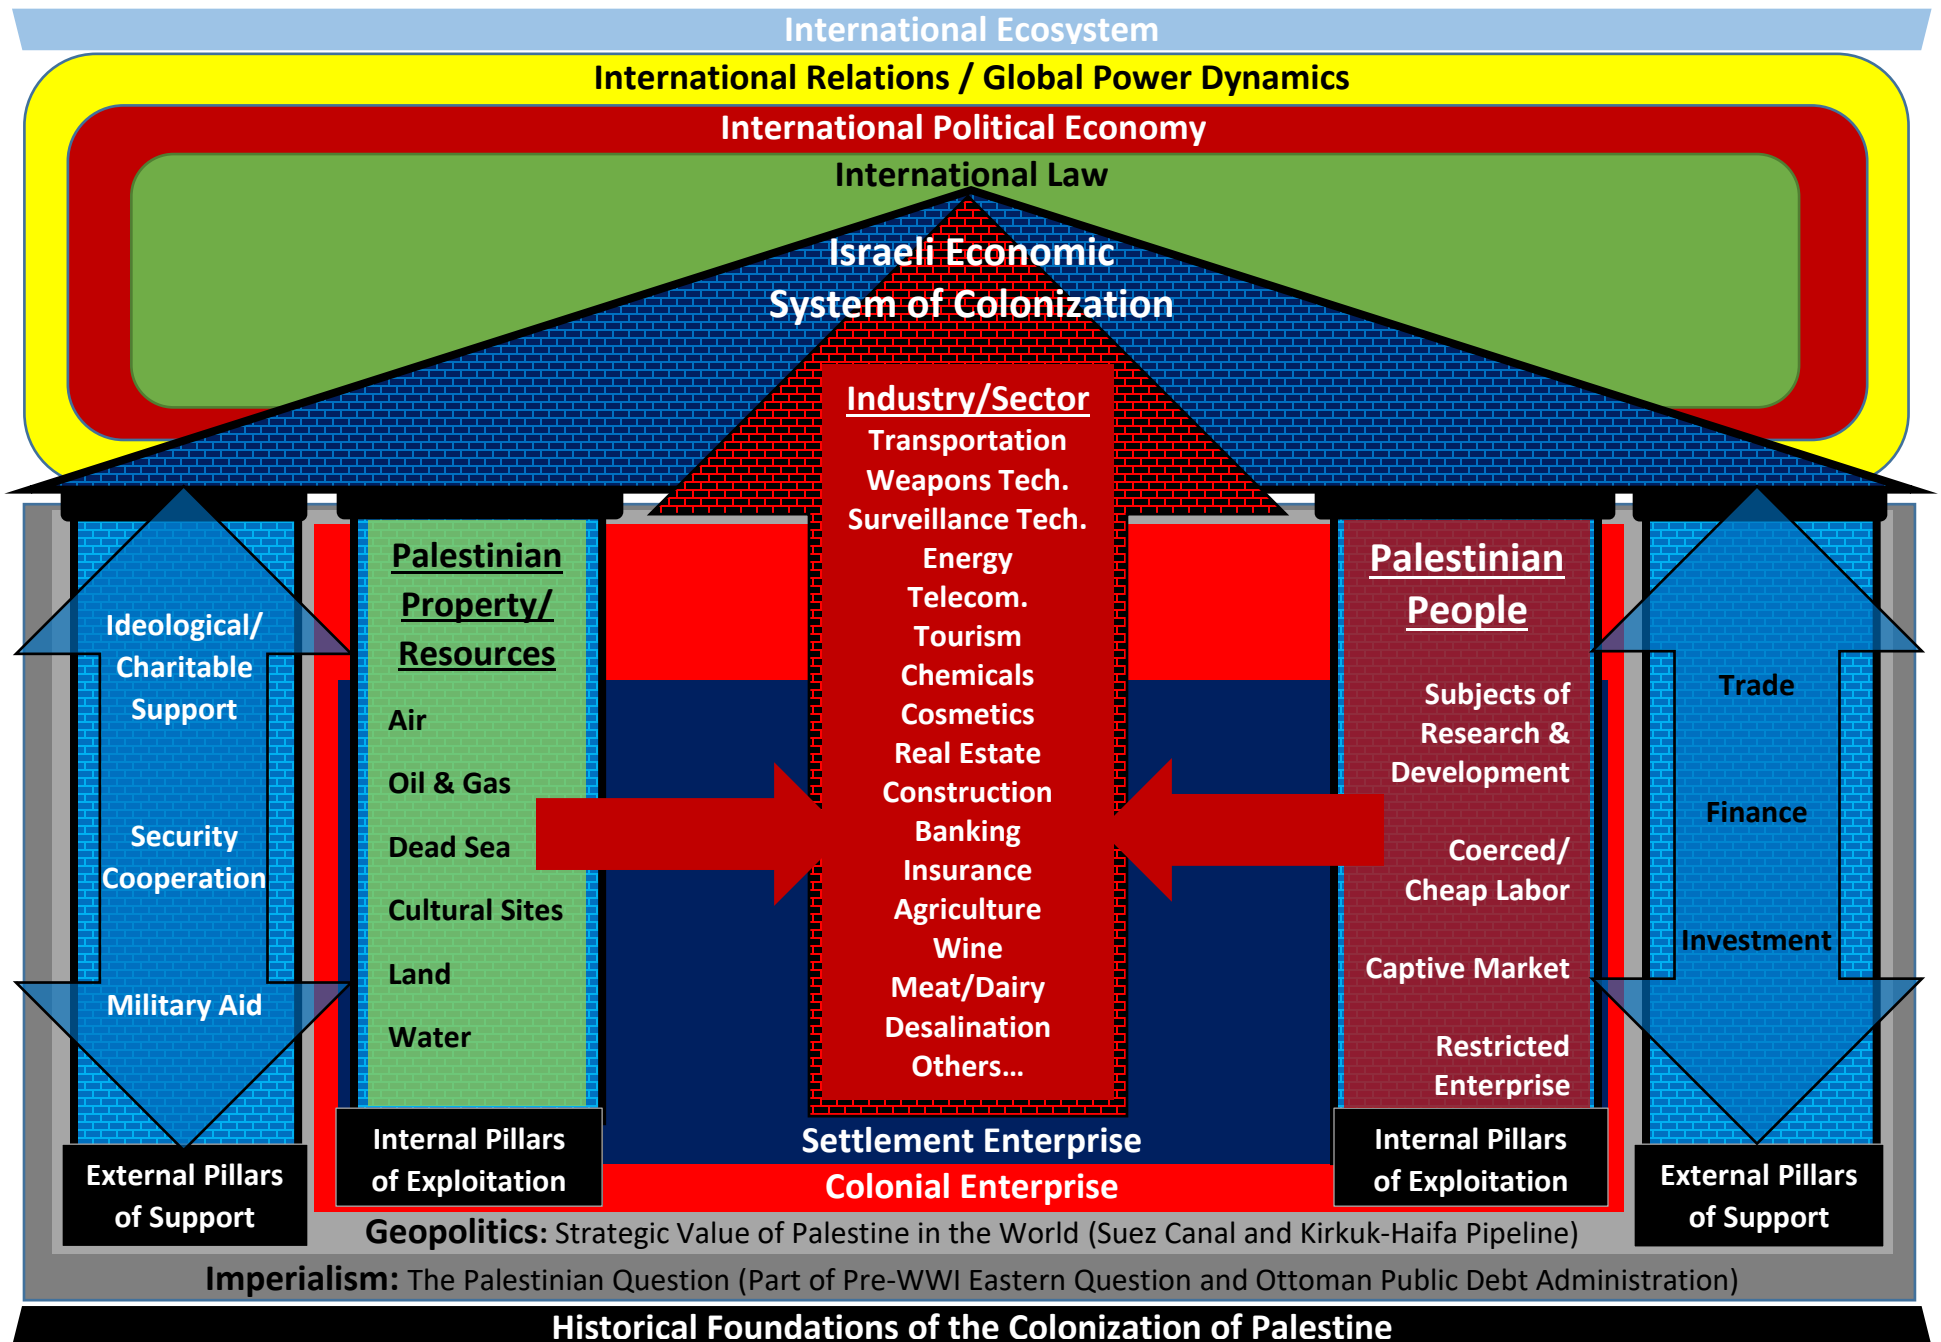 International Ecosystem
International Relations / Global Power Dynamics
International Political Economy
International Law
Israeli Economic
System of Colonization
Ideological/
Charitable
Support
Security
Cooperation
Military Aid
External Pillars
of Support
Palestinian
Property/
Resources
Air
Oil & Gas
Dead Sea
Cultural Sites
Land
Water
Internal Pillars
of Exploitation
Industry/Sector
Transportation
Weapons Tech.
Surveillance Tech.
Energy
Telecom.
Tourism
Chemicals
Cosmetics
Real Estate
Construction
Banking
Insurance
Agriculture
Wine
Meat/Dairy
Desalination
Others...
Palestinian
People
Subjects of
Research &
Development
Coerced/
Cheap Labor
Captive Market
Restricted
Enterprise
Internal Pillars
of Exploitation
Trade
Finance
Investment
External Pillars
of Support
Settlement Enterprise
Colonial Enterprise
Geopolitics: Strategic Value of Palestine in the World (Suez Canal and Kirkuk-Haifa Pipeline)
Imperialism: The Palestinian Question (Part of Pre-WWI Eastern Question and Ottoman Public Debt Administration)
Historical Foundations of the Colonization of Palestine